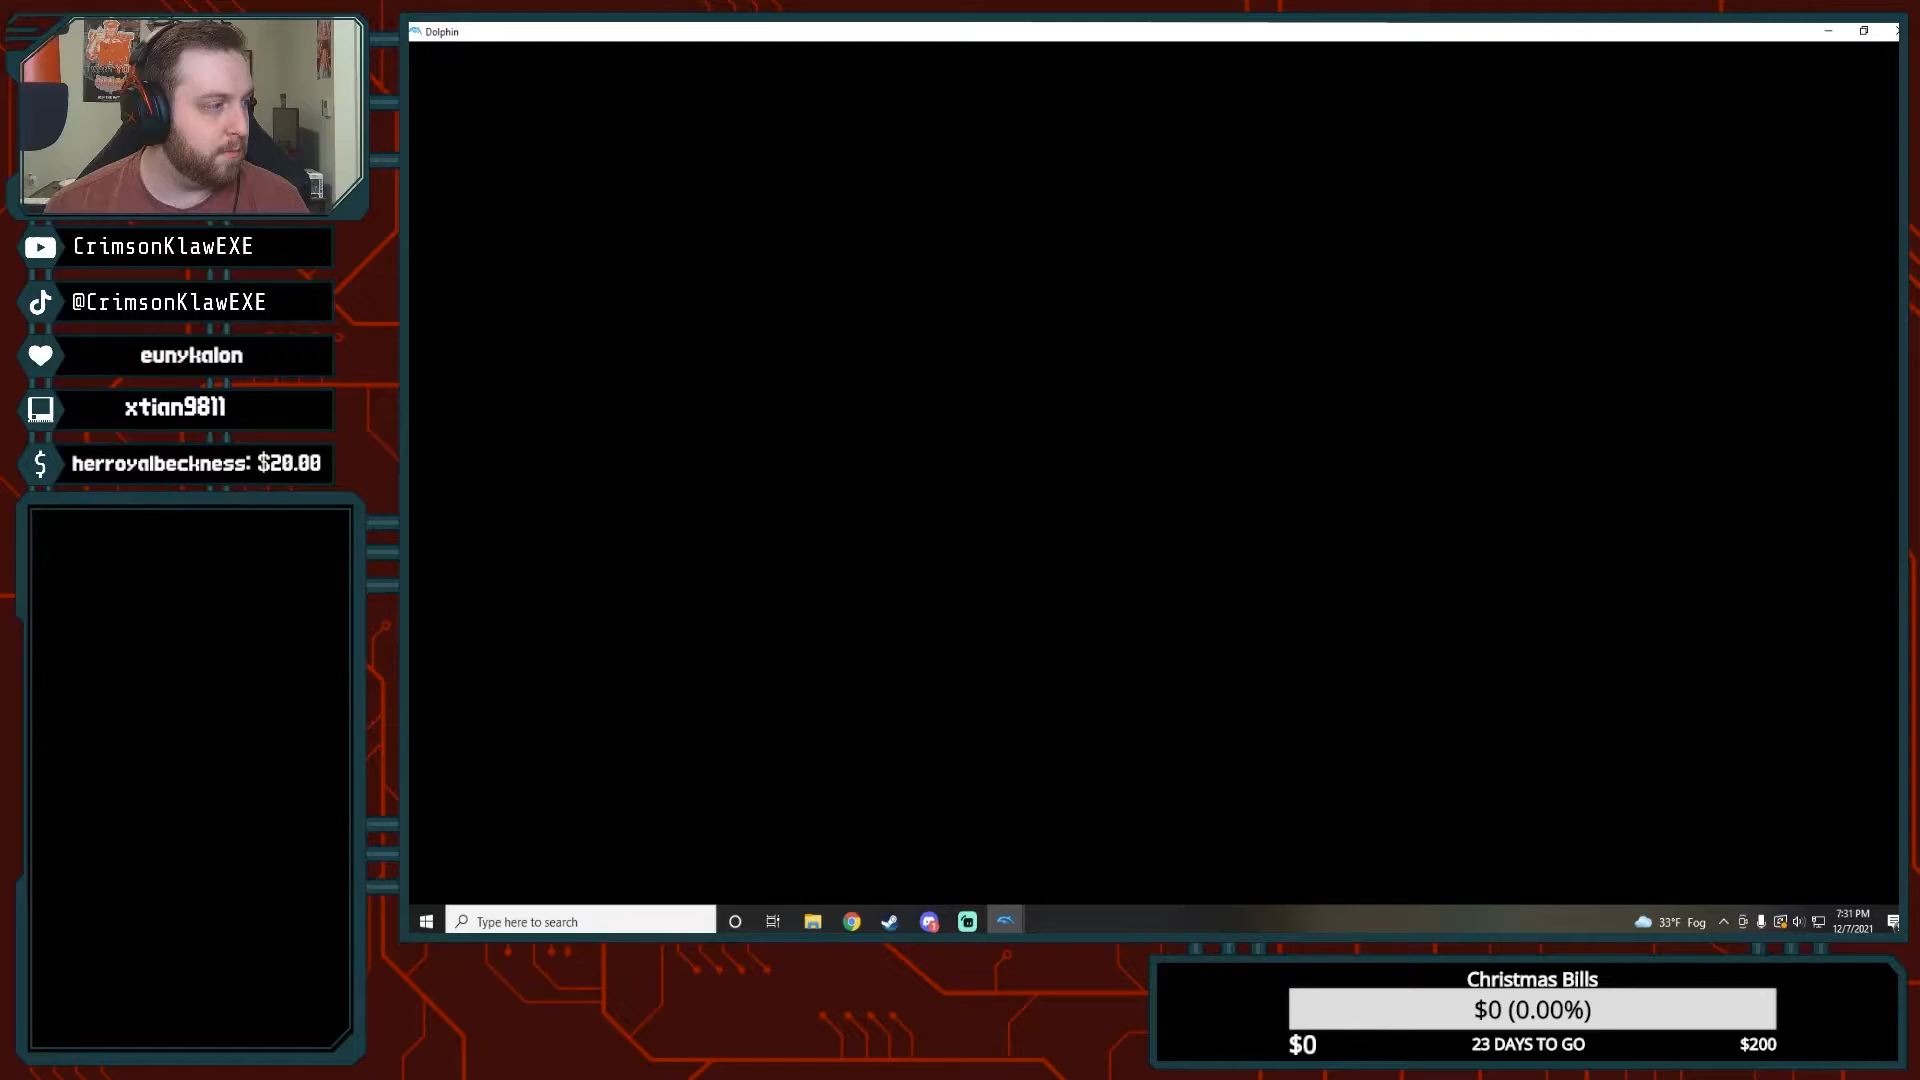 Dolphin
CrimsonKlawEXE
@CrimsonKlawEXE
eunykalon
xtian9811
herroyalbeckness: $20.00
Type here to search
33°F Fog
7:31 PM
12/7/2021
Christmas Bills
$0 (0.00%)
$0
23 DAYS TO GO
$200